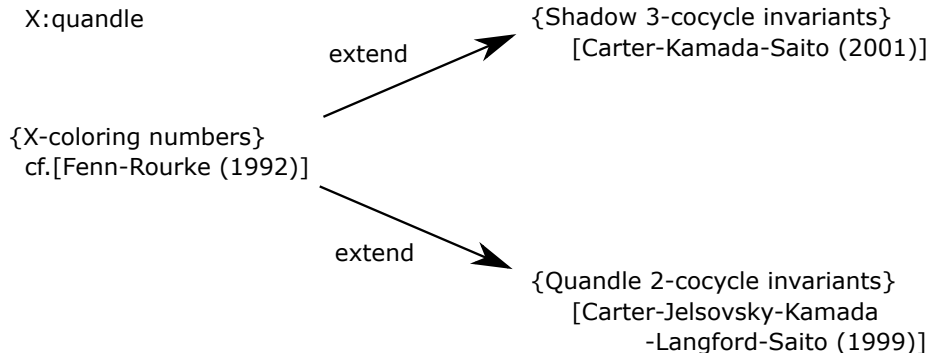 X:quandle
{Shadow 3-cocycle invariants}
[Carter-Kamada-Saito (2001)]
extend
{X-coloring numbers}
cf.[Fenn-Rourke (1992)]
extend
{Quandle 2-cocycle invariants}
[Carter-Jelsovsky-Kamada
-Langford-Saito (1999)]